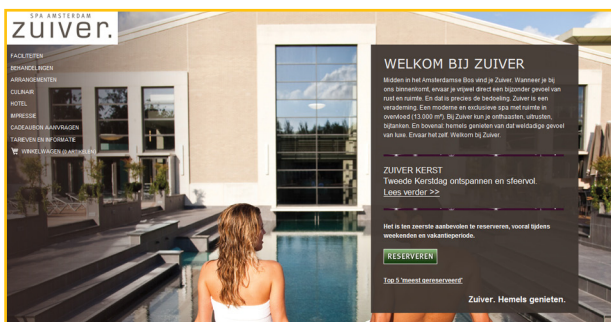 SPA AMSTERDAM
zuiver.
FACILITEITEN
BEHANDELINGEN
ARRANGEMENTEN
CULINAIR
HOTEL
IMPRESSIE
CADEAUBON AANVRAGEN
TARIEVEN EN INFORMATIE
WINKELWAGEN (0 ARTIKELEN)
WELKOM BIJ ZUIVER
Midden in het Amsterdamse Bos vind je Zuiver. Wanneer je bij
ons binnenkomt, ervaar je vrijwel direct een bijzonder gevoel van
rust en ruimte. En dat is precies de bedoeling. Zuiver is een
verademing. Een moderne en exclusieve spa met ruimte in
overvloed (13.000 m²). Bij Zuiver kun je onthaasten, uitrusten,
bijtanken. En bovenal: hemels genieten van dat weldadige gevoel
van luxe. Ervaar het zelf. Welkom bij Zuiver.
ZUIVER KERST
Tweede Kerstdag ontspannen en sfeervol.
Lees verder >>
Het is ten zeerste aanbevolen te reserveren, vooral tijdens
weekenden en vakantieperiode.
RESERVEREN
Top 5 'meest gereserveerd'
Zuiver. Hemels genieten.